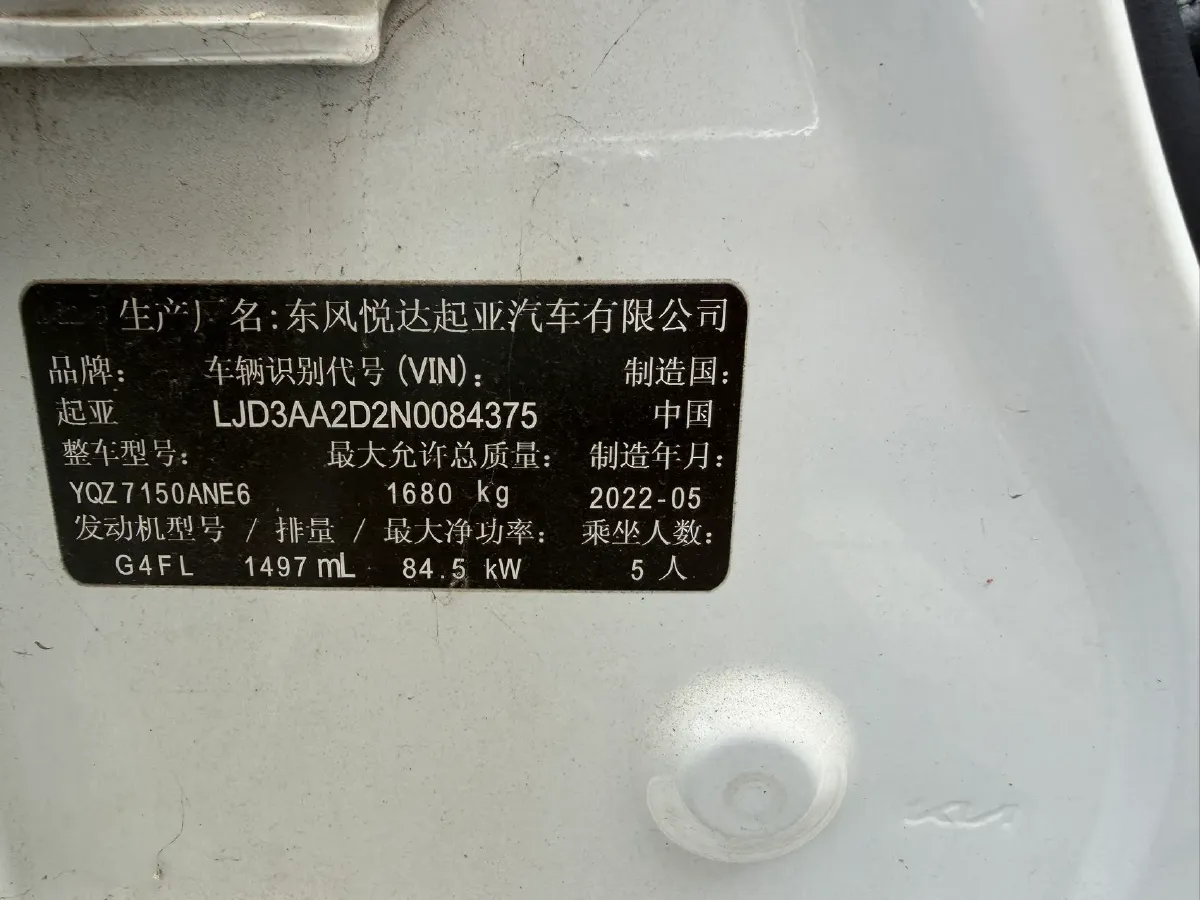 生产厂名:东风悦达起亚汽车有限公司
品牌: 车辆识别代号(VIN): 制造国:
起亚 LJD3AA2D2N0084375 中国
整车型号: 最大允许总质量: 制造年月:
YQZ7150ANE6 1680 kg 2022-05
发动机型号 / 排量 / 最大净功率: 乘坐人数:
G4FL 1497 mL 84.5 kW 5 人
KN